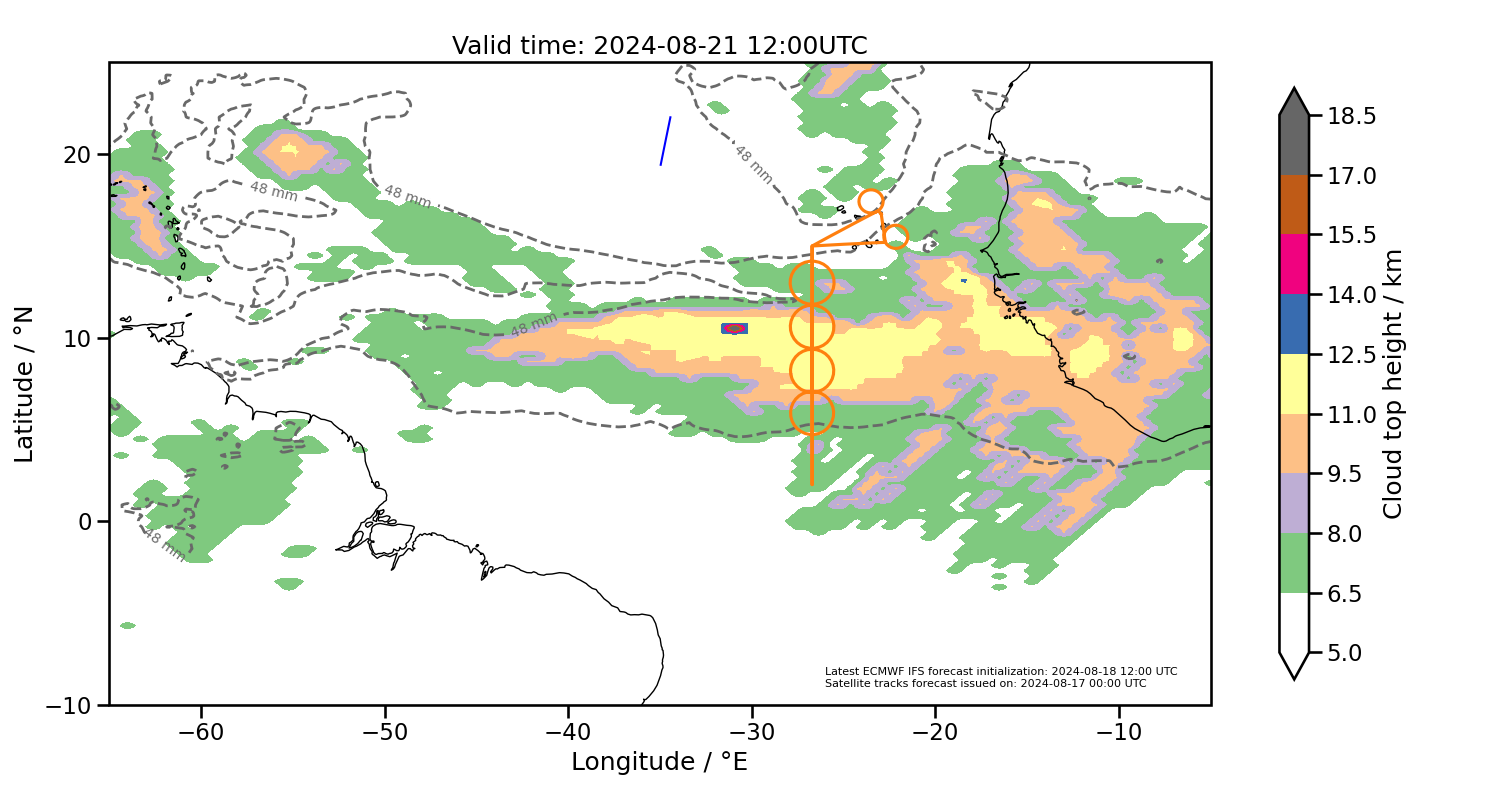 Valid time: 2024-08-21 12:00UTC
Latitude / °N
20
10
0
−10
48 mm
48 mm
48 mm
48 mm
48 mm
Latest ECMWF IFS forecast initialization: 2024-08-18 12:00 UTC
Satellite tracks forecast issued on: 2024-08-17 00:00 UTC
−60
−50
−40
−30
−20
−10
Longitude / °E
18.5
17.0
15.5
14.0
12.5
11.0
9.5
8.0
6.5
5.0
Cloud top height / km